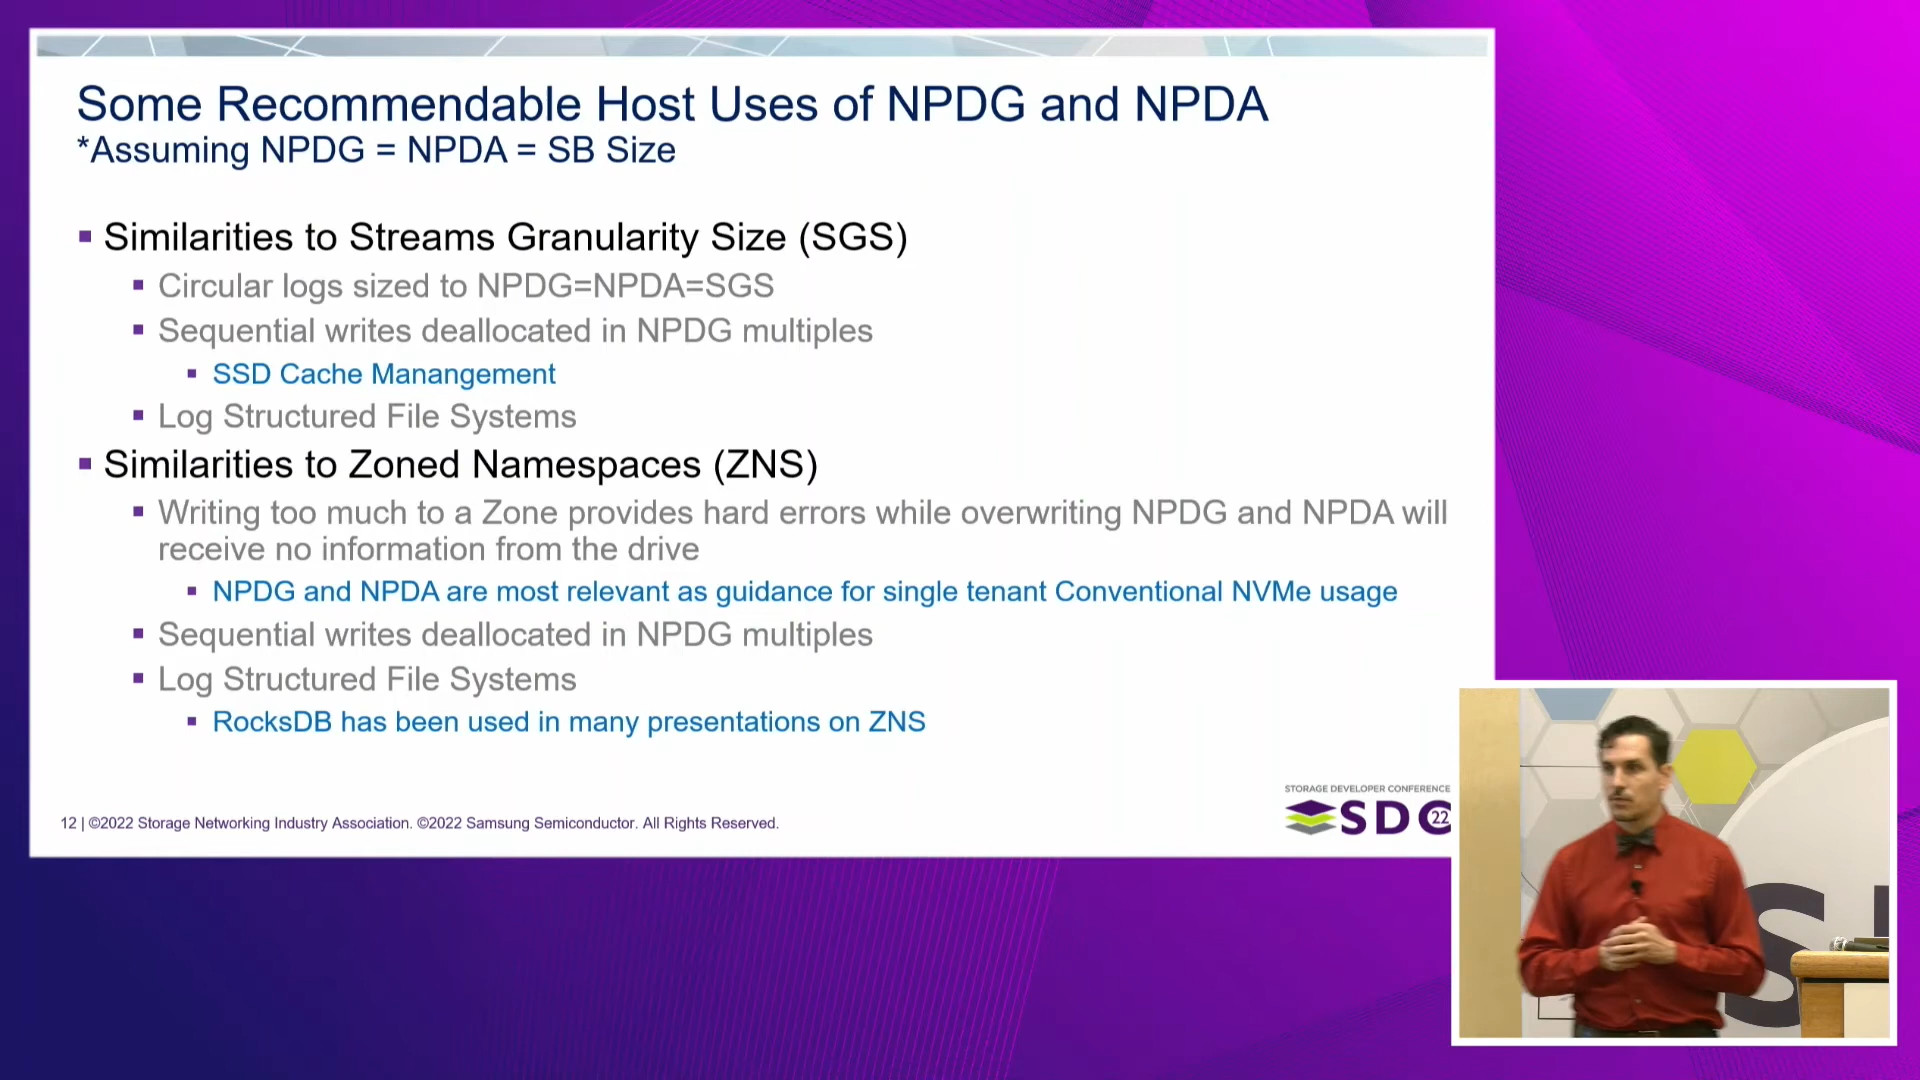 Some Recommendable Host Uses of NPDG and NPDA
*Assuming NPDG = NPDA = SB Size
Similarities to Streams Granularity Size (SGS)
Circular logs sized to NPDG=NPDA=SGS
Sequential writes deallocated in NPDG multiples
SSD Cache Manangement
Log Structured File Systems
Similarities to Zoned Namespaces (ZNS)
Writing too much to a Zone provides hard errors while overwriting NPDG and NPDA will
receive no information from the drive
NPDG and NPDA are most relevant as guidance for single tenant Conventional NVMe usage
Sequential writes deallocated in NPDG multiples
Log Structured File Systems
RocksDB has been used in many presentations on ZNS
12 | ©2022 Storage Networking Industry Association. ©2022 Samsung Semiconductor. All Rights Reserved.
STORAGE DEVELOPER CONFERENCE
SDC 22